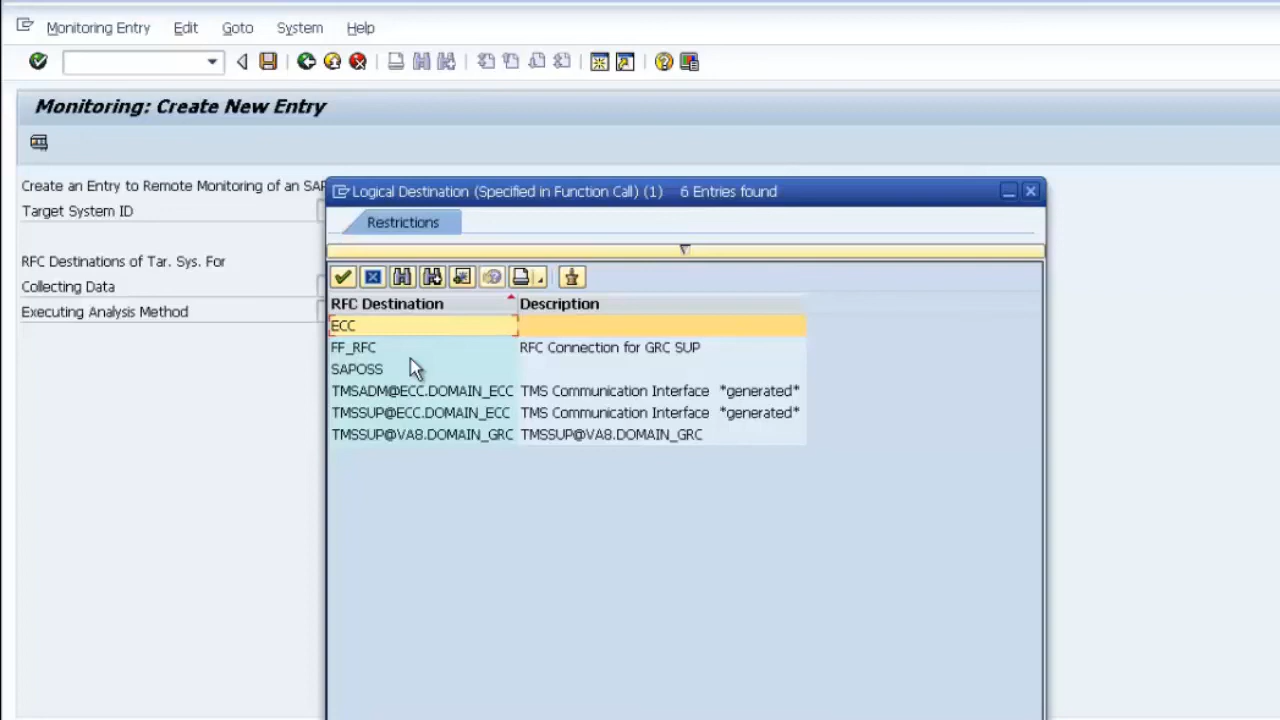 Monitoring Entry Edit Goto System Help
Monitoring: Create New Entry
Create an Entry to Remote Monitoring of an SAP
Target System ID
RFC Destinations of Tar. Sys. For
Collecting Data
Executing Analysis Method
Logical Destination (Specified in Function Call) (1) 6 Entries found
Restrictions
RFC Destination Description
ECC
FF_RFC RFC Connection for GRC SUP
SAPOSS
TMSADM@ECC.DOMAIN_ECC TMS Communication Interface *generated*
TMSSUP@ECC.DOMAIN_ECC TMS Communication Interface *generated*
TMSSUP@VA8.DOMAIN_GRC TMSSUP@VA8.DOMAIN_GRC